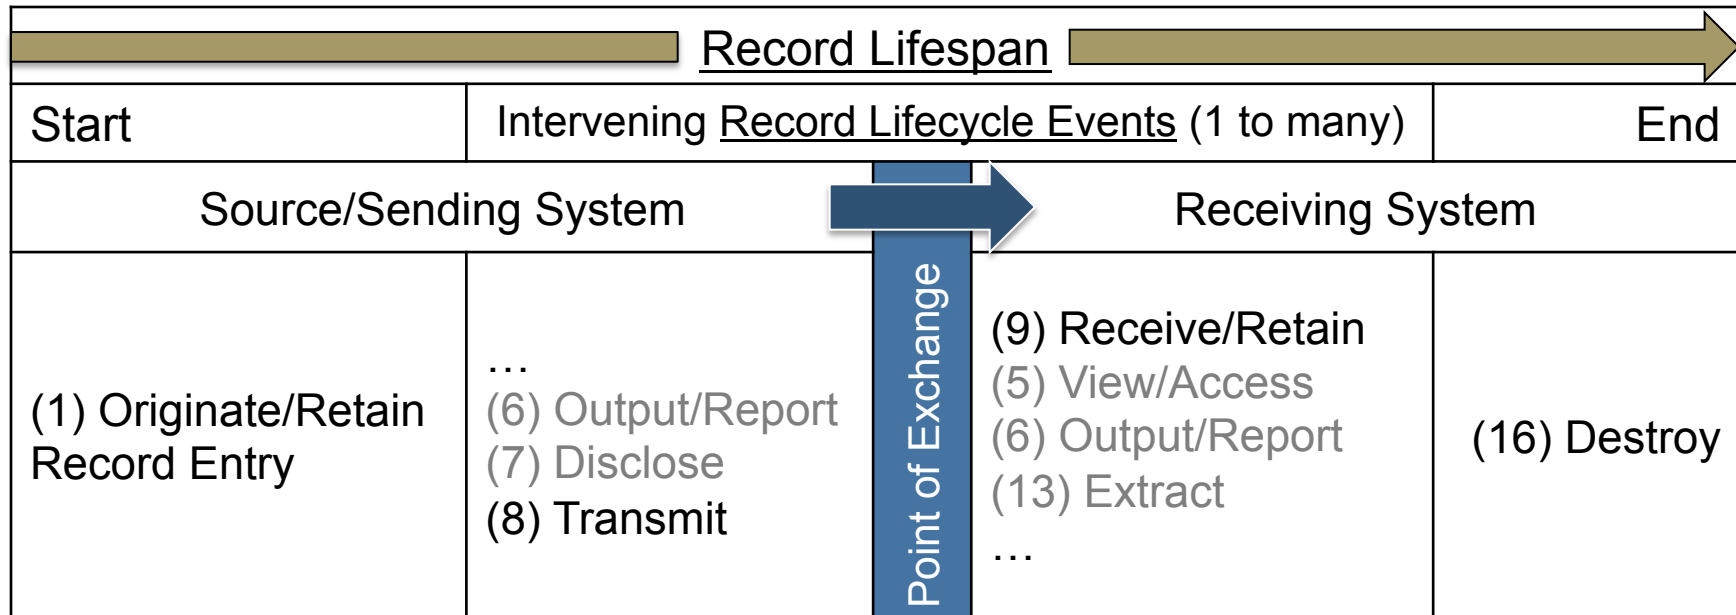 Record Lifespan
Start
Intervening Record Lifecycle Events (1 to many)
End
Source/Sending System
Receiving System
(1) Originate/Retain
Record Entry
…
(6) Output/Report
(7) Disclose
(8) Transmit
Point of Exchange
(9) Receive/Retain
(5) View/Access
(6) Output/Report
(13) Extract
…
(16) Destroy